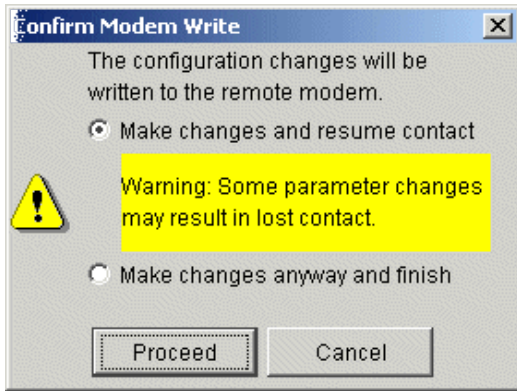 Confirm Modem Write
The configuration changes will be
written to the remote modem.
Make changes and resume contact
Warning: Some parameter changes
may result in lost contact.
Make changes anyway and finish
Proceed
Cancel